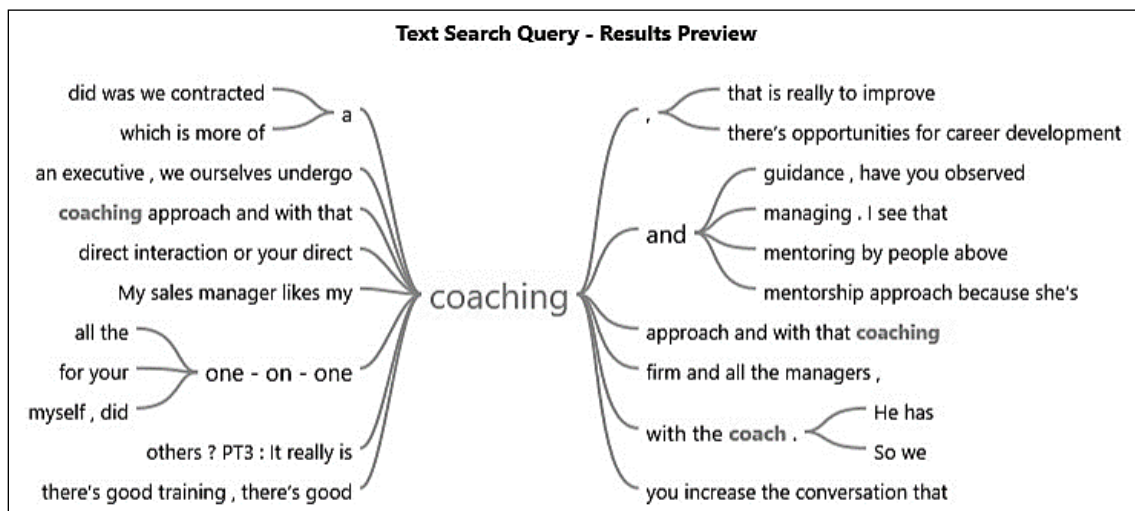 Text Search Query - Results Preview
did was we contracted
which is more of
a
an executive , we ourselves undergo
coaching approach and with that
direct interaction or your direct
My sales manager likes my
all the
for your
myself , did
one - on - one
others ? PT3 : It really is
there's good training , there's good
coaching
,
that is really to improve
there's opportunities for career development
and
guidance , have you observed
managing . I see that
mentoring by people above
mentorship approach because she's
approach and with that coaching
firm and all the managers ,
with the coach .
He has
So we
you increase the conversation that